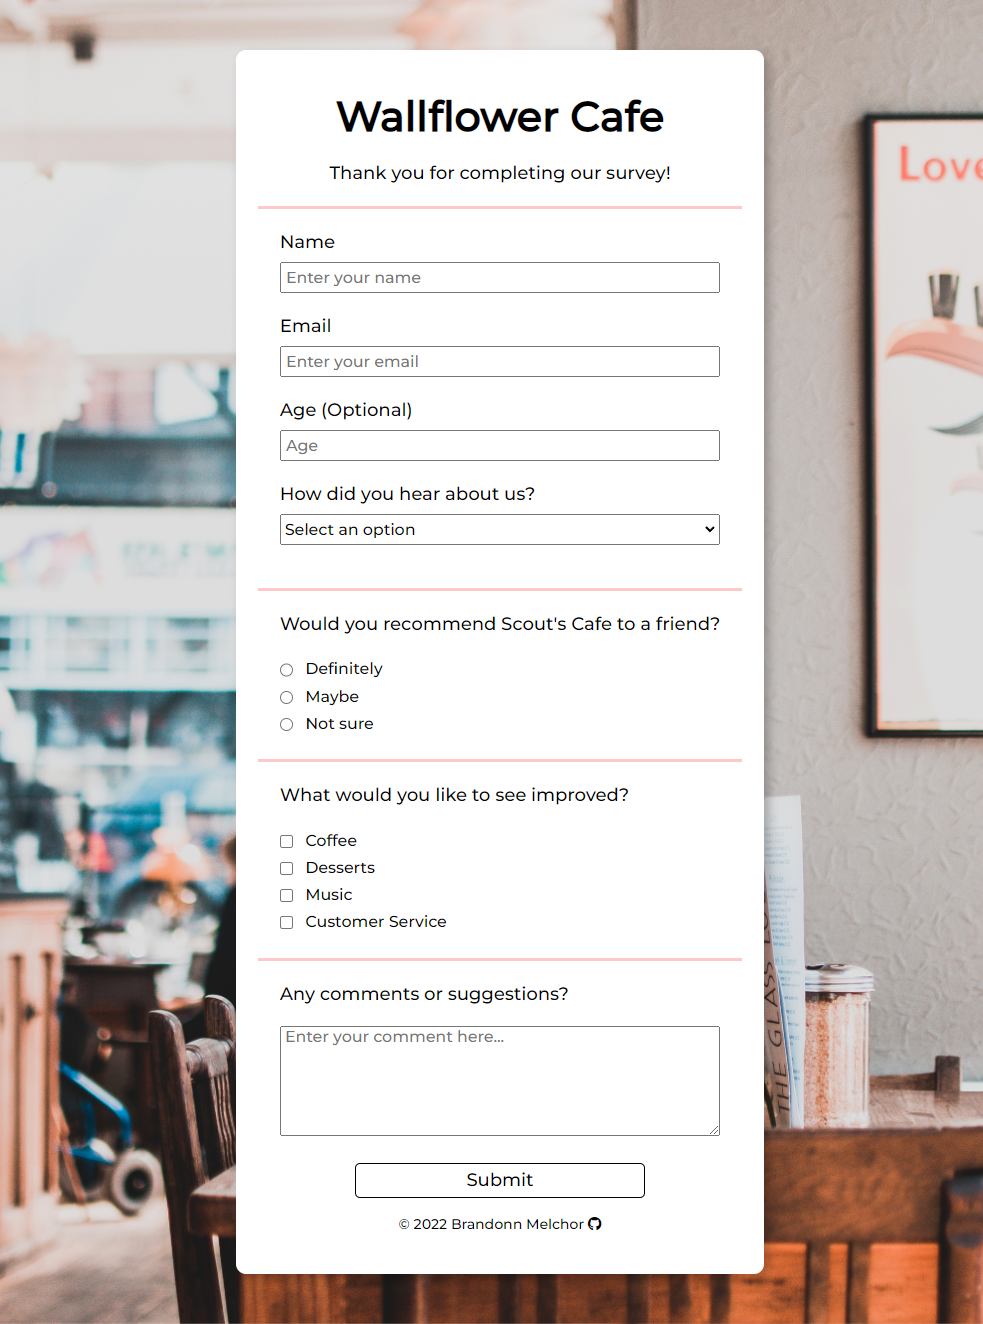 Wallflower Cafe
Thank you for completing our survey!
Love
Name
Enter your name
Email
Enter your email
Age (Optional)
Age
How did you hear about us?
Select an option
Would you recommend Scout's Cafe to a friend?
Definitely
Maybe
Not sure
What would you like to see improved?
Coffee
Desserts
Music
Customer Service
Any comments or suggestions?
Enter your comment here...
THE GLASS
Submit
© 2022 Brandonn Melchor